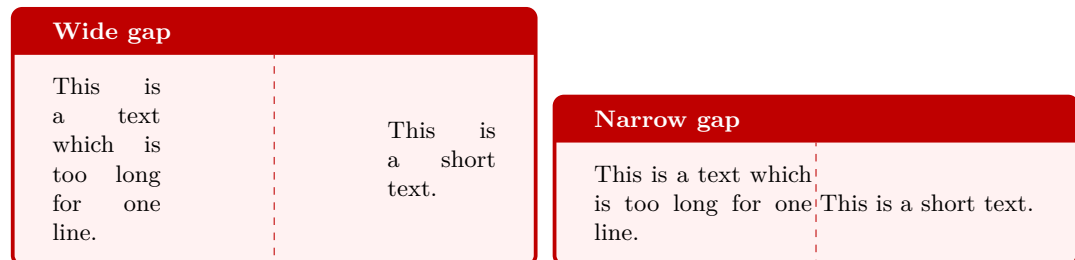 Wide gap
This is
a text
which is
too long
for one
line.
This is
a short
text.
Narrow gap
This is a text which
is too long for one
line.
This is a short text.